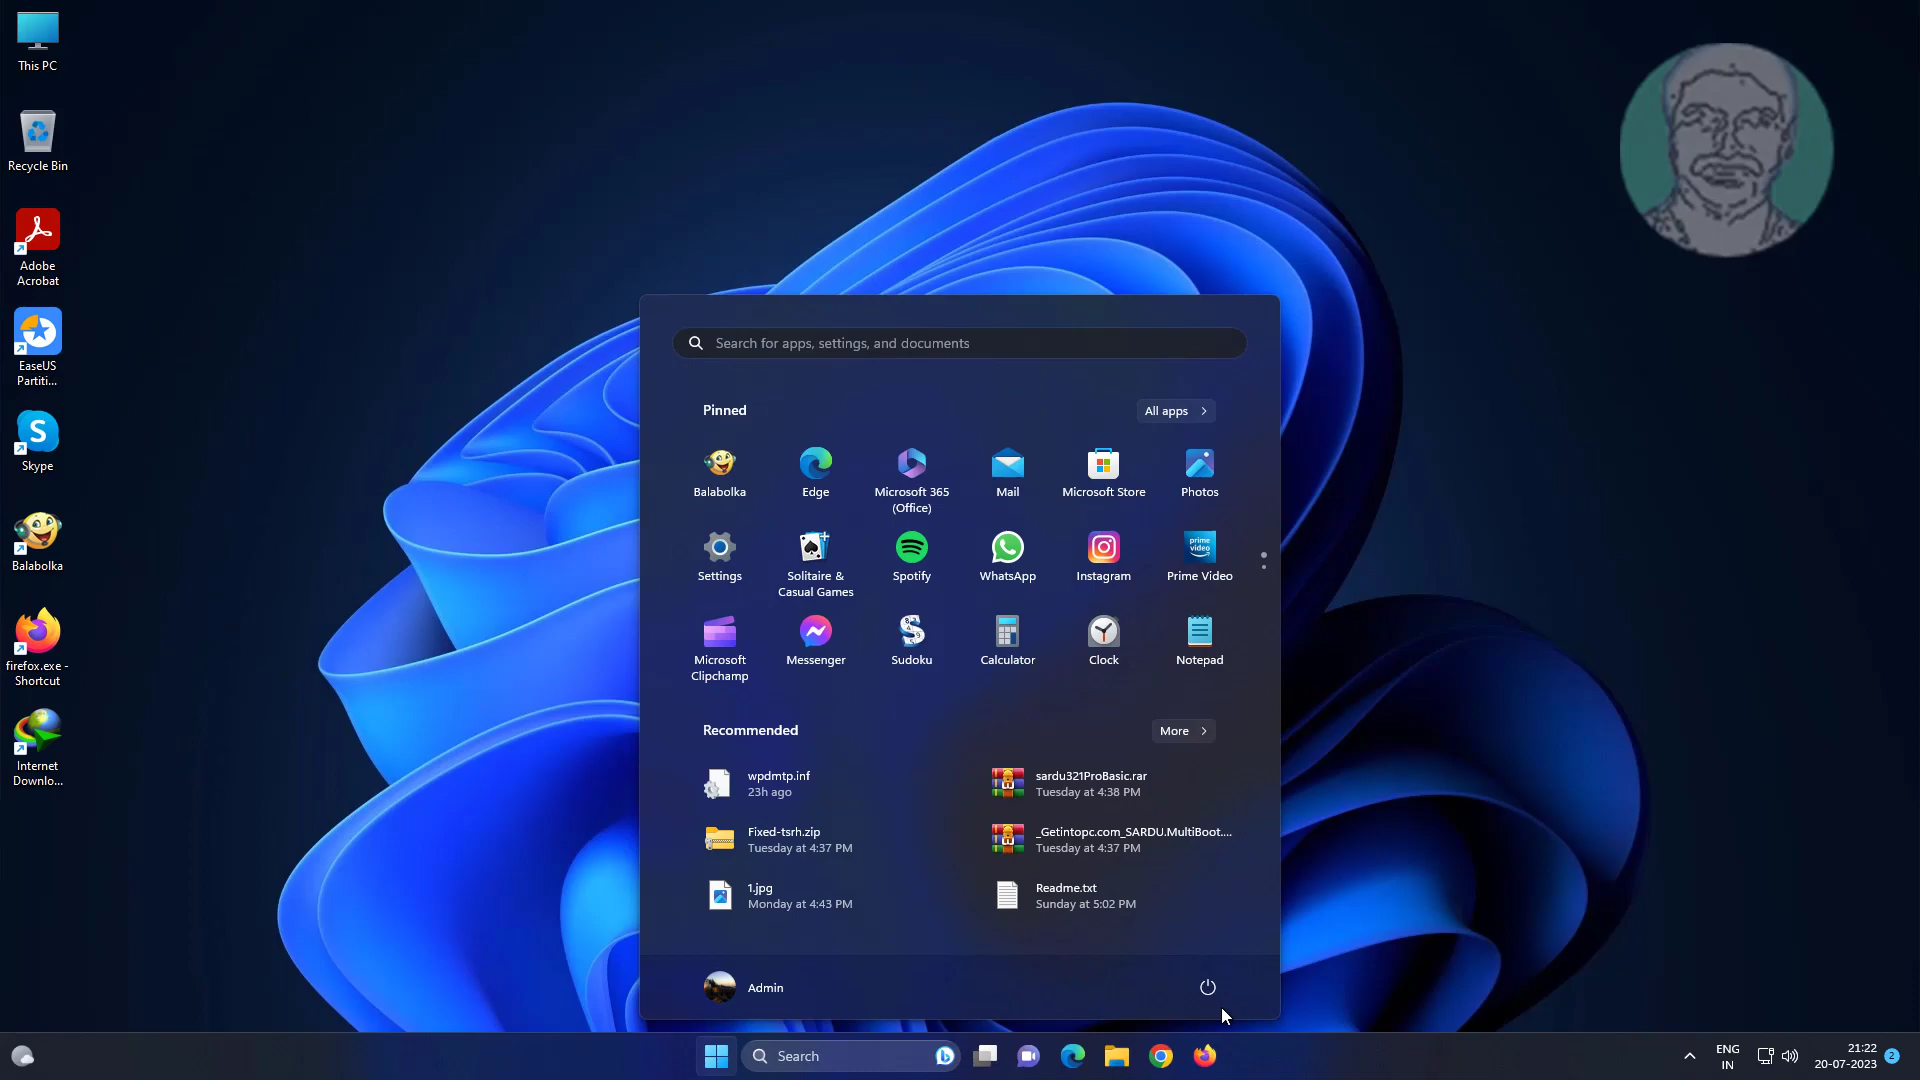 This PC
Recycle Bin
Adobe
Acrobat
EaseUS
Partiti...
S
Skype
Balabolka
firefox.exe -
Shortcut
Internet
Downlo...
Search for apps, settings, and documents
Pinned
All apps
Balabolka
Edge
Microsoft 365
(Office)
Mail
Microsoft Store
Photos
Settings
Solitaire &
Casual Games
Spotify
WhatsApp
Instagram
prime
video
Prime Video
Microsoft
Clipchamp
Messenger
Sudoku
Calculator
Clock
Notepad
Recommended
More
wpdmtp.inf
23h ago
sardu321ProBasic.rar
Tuesday at 4:38 PM
Fixed-tsrh.zip
Tuesday at 4:37 PM
_Getintopc.com_SARDU.MultiBoot....
Tuesday at 4:37 PM
1.jpg
Monday at 4:43 PM
Readme.txt
Sunday at 5:02 PM
Admin
Search
ENG
IN
21:22
20-07-2023
2